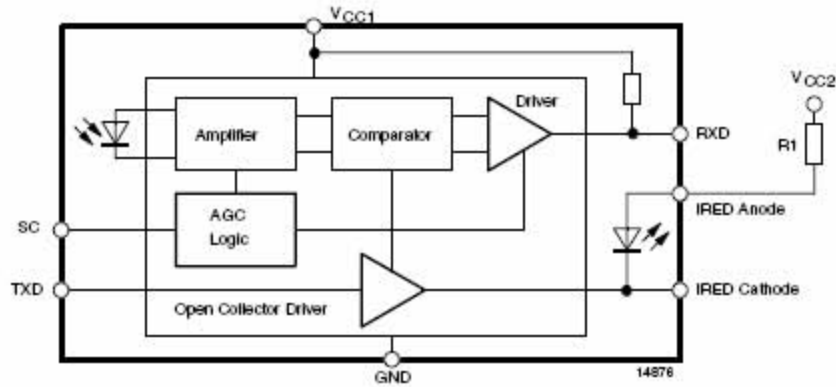 VCC1
Driver
VCC2
Amplifier
Comparator
RXD
R1
AGC
Logic
IRED Anode
SC
TXD
Open Collector Driver
IRED Cathode
GND
14876